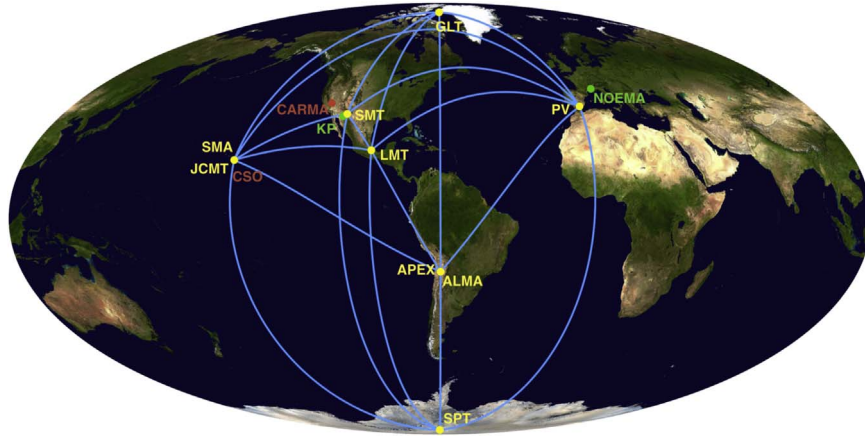 GLT
CARMA
SMT
KP
NOEMA
PV
SMA
JCMT
CSO
LMT
APEX
ALMA
SPT